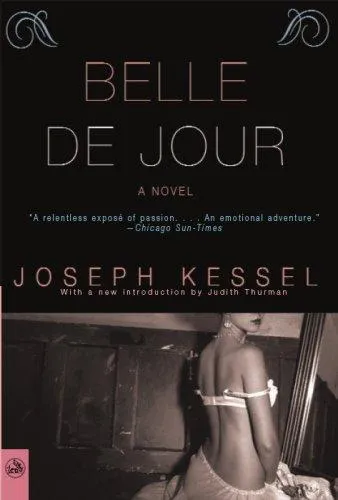 BELLE
DE JOUR
A NOVEL
"A relentless exposé of passion. . . . An emotional adventure."
—Chicago Sun-Times
JOSEPH KESSEL
With a new introduction by Judith Thurman